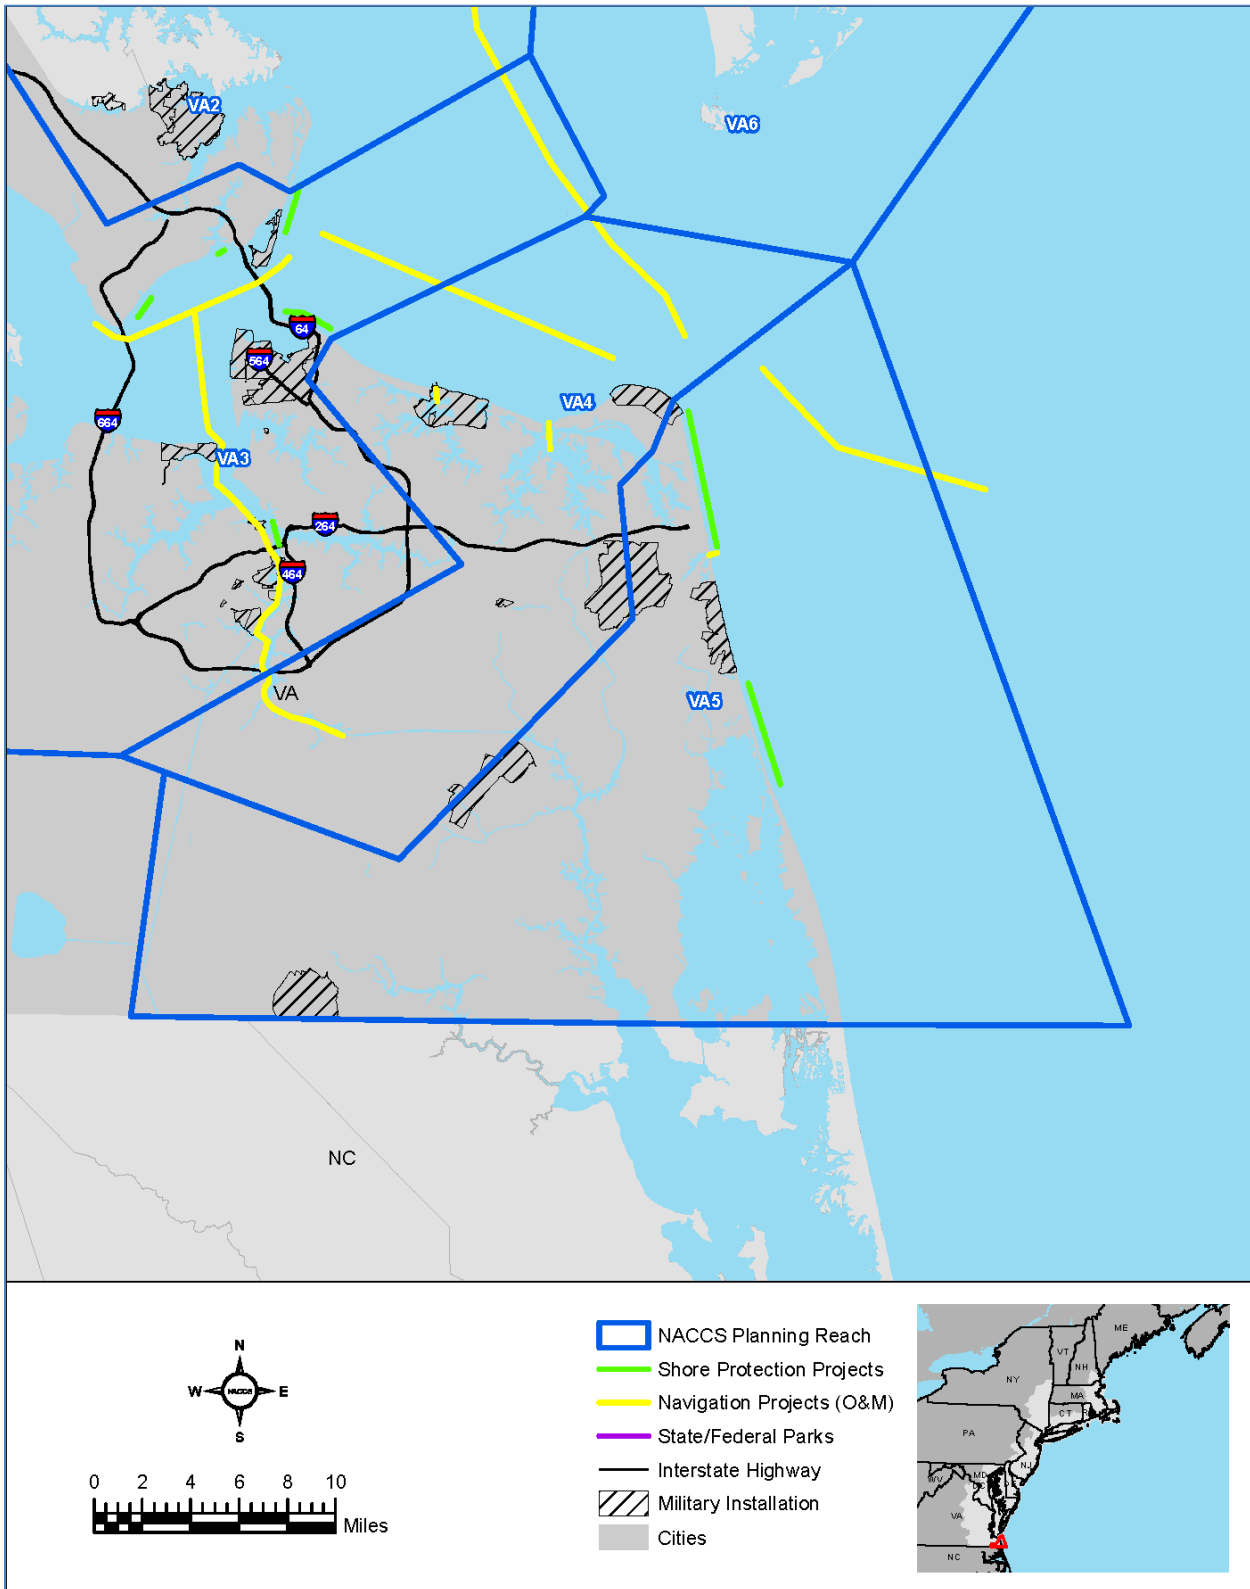 VA2
VA6
64
564
VA4
664
VA3
264
464
VA
VA5
NC
N
W NACCS E
S
0 2 4 6 8 10
Miles
NACCS Planning Reach
Shore Protection Projects
Navigation Projects (O&M)
State/Federal Parks
Interstate Highway
Military Installation
Cities
ME
VT
NH
NY
MA
CT
PA
NJ
MD
WV
VA
NC